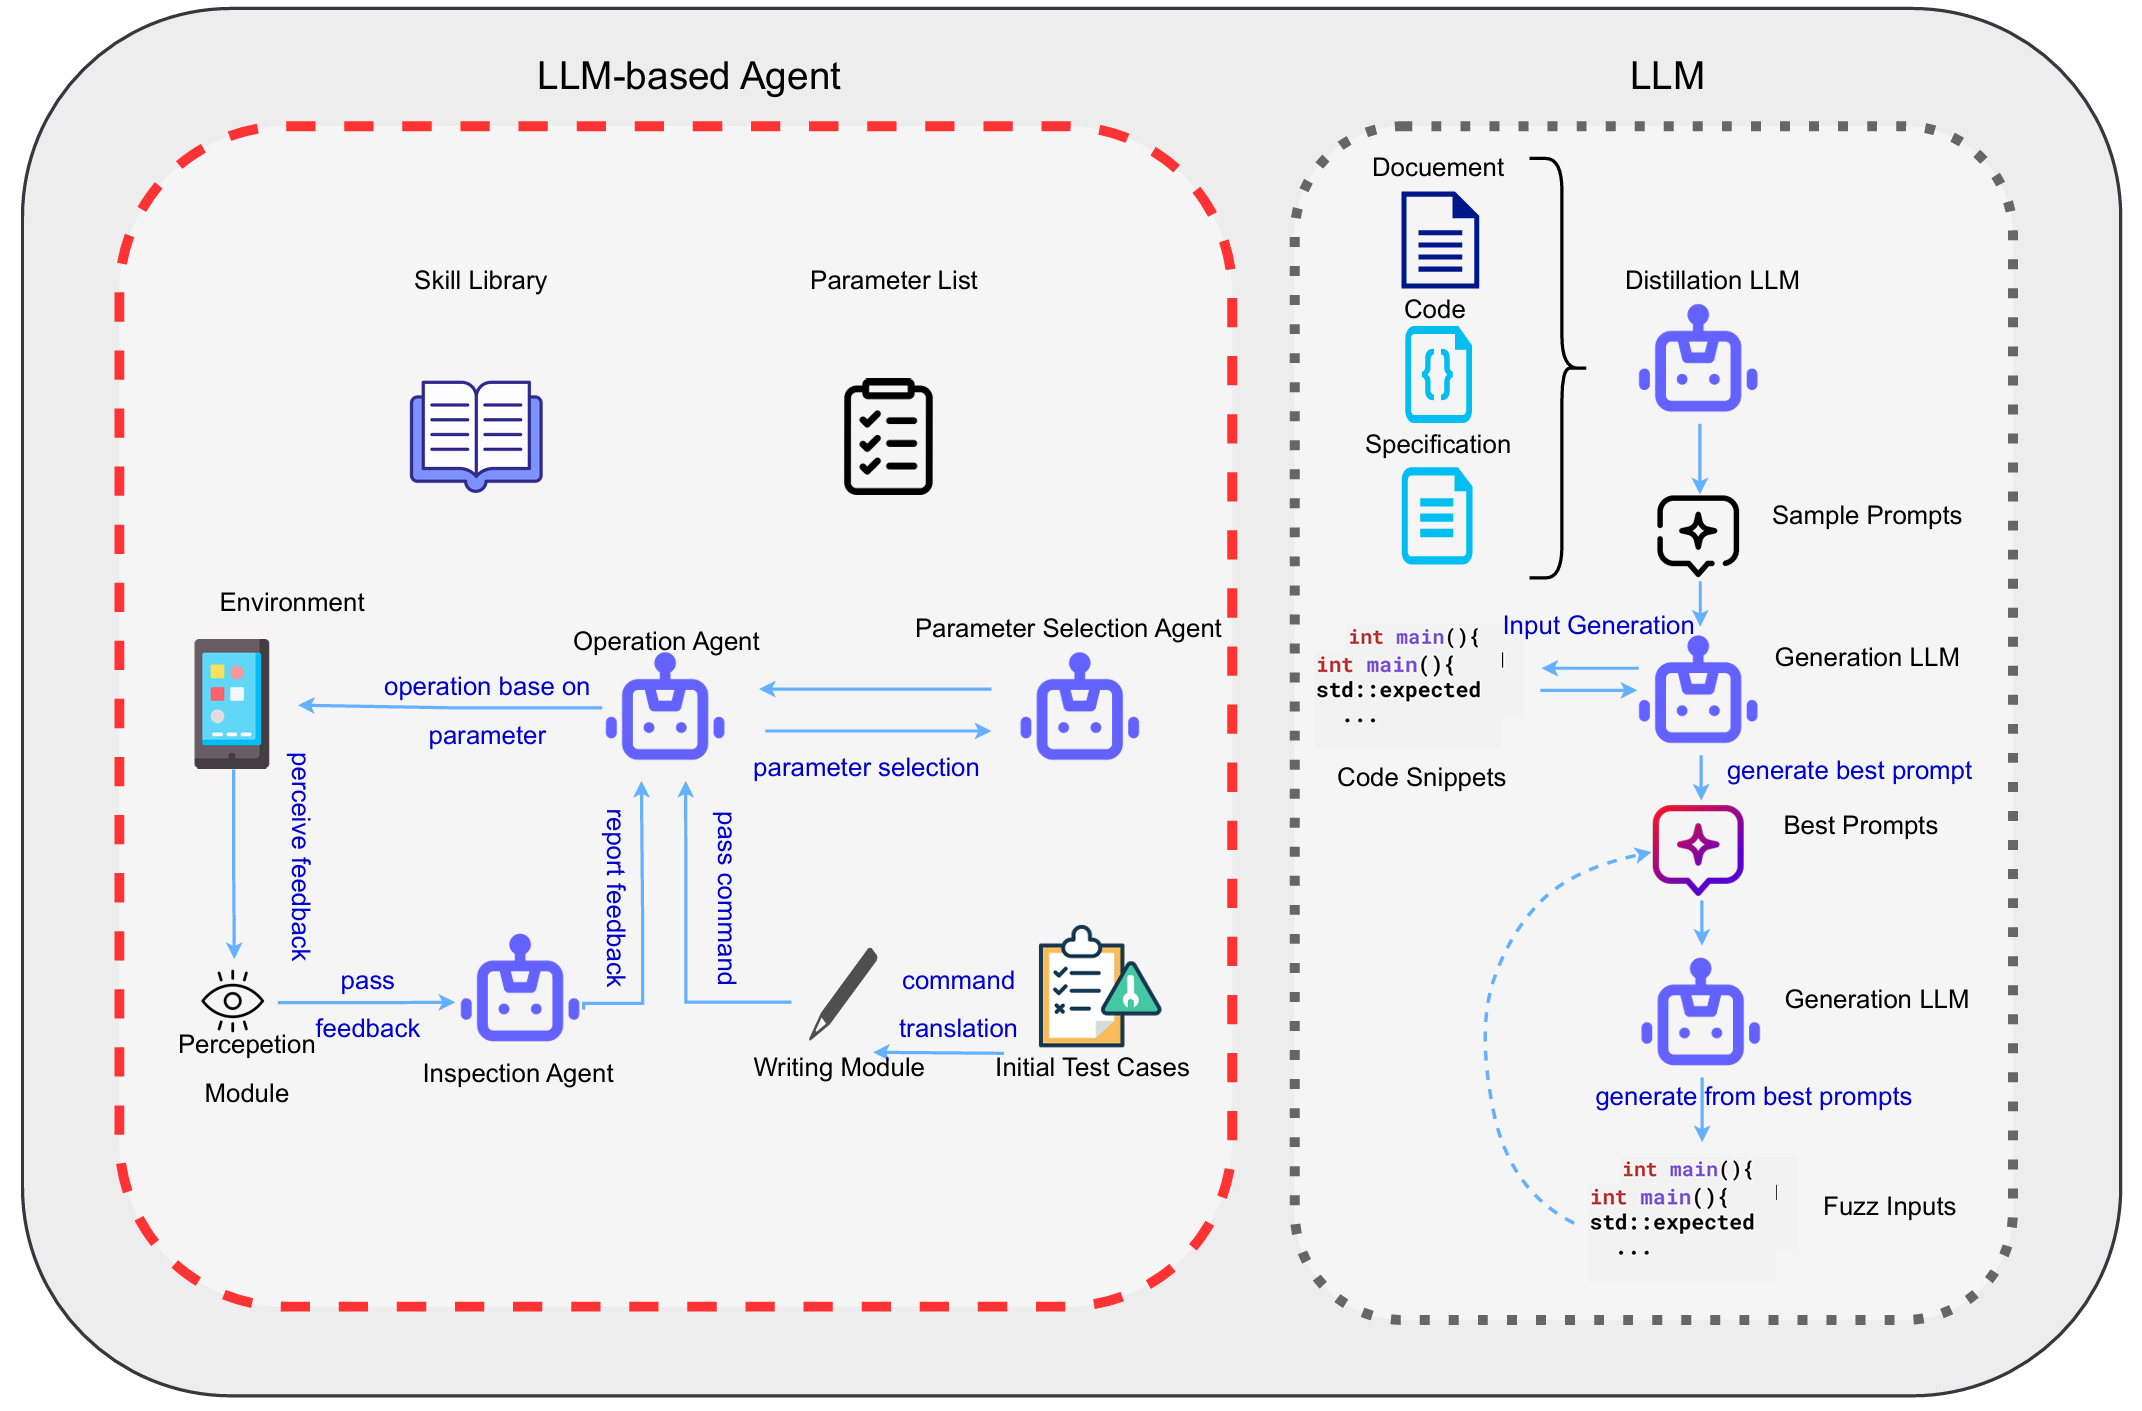 LLM-based Agent
LLM
Skill Library
Parameter List
Environment
Operation Agent
Parameter Selection Agent
operation base on
parameter
parameter selection
perceive feedback
report feedback
pass command
pass
feedback
Percepetion
Module
Inspection Agent
Writing Module
command
translation
Initial Test Cases
Docuement
Code
{}
Specification
Distillation LLM
Sample Prompts
Input Generation
int main(){
int main(){
std::expected
...
Code Snippets
Generation LLM
generate best prompt
Best Prompts
Generation LLM
generate from best prompts
int main(){
int main(){
std::expected
...
Fuzz Inputs